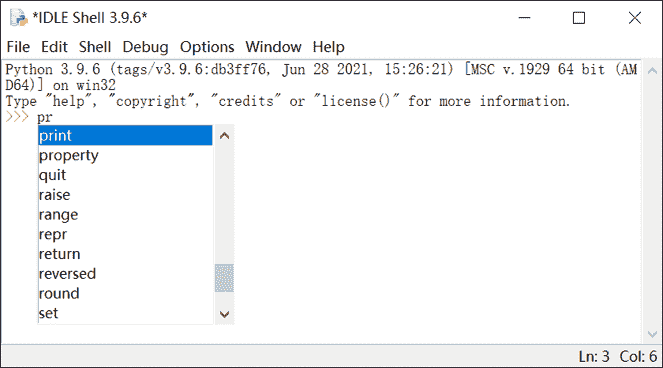 *IDLE Shell 3.9.6*
File Edit Shell Debug Options Window Help
Python 3.9.6 (tags/v3.9.6:db3ff76, Jun 28 2021, 15:26:21) [MSC v.1929 64 bit (AM
D64)] on win32
Type "help", "copyright", "credits" or "license()" for more information.
>>> pr
print
property
quit
raise
range
repr
return
reversed
round
set
Ln: 3 Col: 6